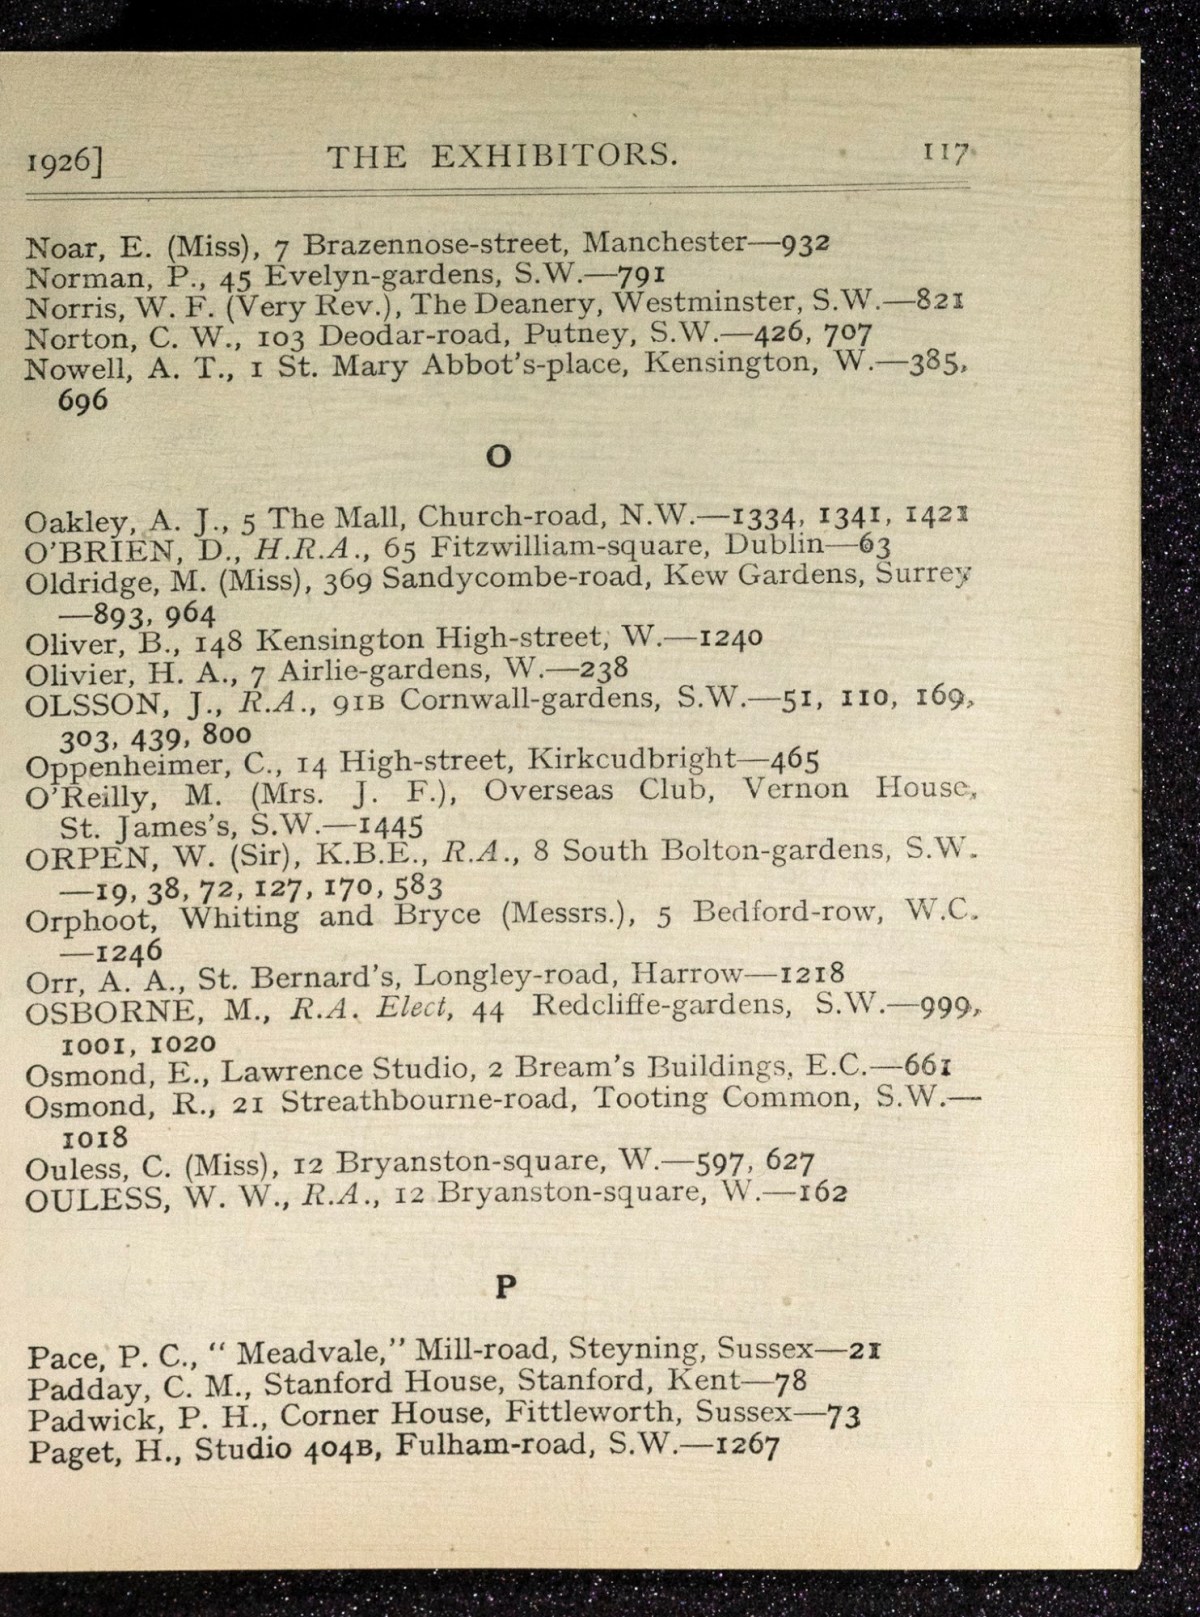 1926] THE EXHIBITORS. 117
Noar, E. (Miss), 7 Brazennose-street, Manchester—932
Norman, P., 45 Evelyn-gardens, S.W.—791
Norris, W. F. (Very Rev.), The Deanery, Westminster, S.W.—821
Norton, C. W., 103 Deodar-road, Putney, S.W.—426, 707
Nowell, A. T., 1 St. Mary Abbot's-place, Kensington, W.—385,
696
O
Oakley, A. J., 5 The Mall, Church-road, N.W.—1334, 1341, 1421
O'BRIEN, D., H.R.A., 65 Fitzwilliam-square, Dublin—63
Oldridge, M. (Miss), 369 Sandycombe-road, Kew Gardens, Surrey
—893, 964
Oliver, B., 148 Kensington High-street, W.—1240
Olivier, H. A., 7 Airlie-gardens, W.—238
OLSSON, J., R.A., 91B Cornwall-gardens, S.W.—51, 110, 169,
303, 439, 800
Oppenheimer, C., 14 High-street, Kirkcudbright—465
O'Reilly, M. (Mrs. J. F.), Overseas Club, Vernon House,
St. James's, S.W.—1445
ORPEN, W. (Sir), K.B.E., R.A., 8 South Bolton-gardens, S.W.
—19, 38, 72, 127, 170, 583
Orphoot, Whiting and Bryce (Messrs.), 5 Bedford-row, W.C.
—1246
Orr, A. A., St. Bernard's, Longley-road, Harrow—1218
OSBORNE, M., R.A. Elect, 44 Redcliffe-gardens, S.W.—999,
1001, 1020
Osmond, E., Lawrence Studio, 2 Bream's Buildings, E.C.—661
Osmond, R., 21 Streathbourne-road, Tooting Common, S.W.—
1018
Ouless, C. (Miss), 12 Bryanston-square, W.—597, 627
OULESS, W. W., R.A., 12 Bryanston-square, W.—162
P
Pace, P. C., “ Meadvale,” Mill-road, Steyning, Sussex—21
Padday, C. M., Stanford House, Stanford, Kent—78
Padwick, P. H., Corner House, Fittleworth, Sussex—73
Paget, H., Studio 404B, Fulham-road, S.W.—1267